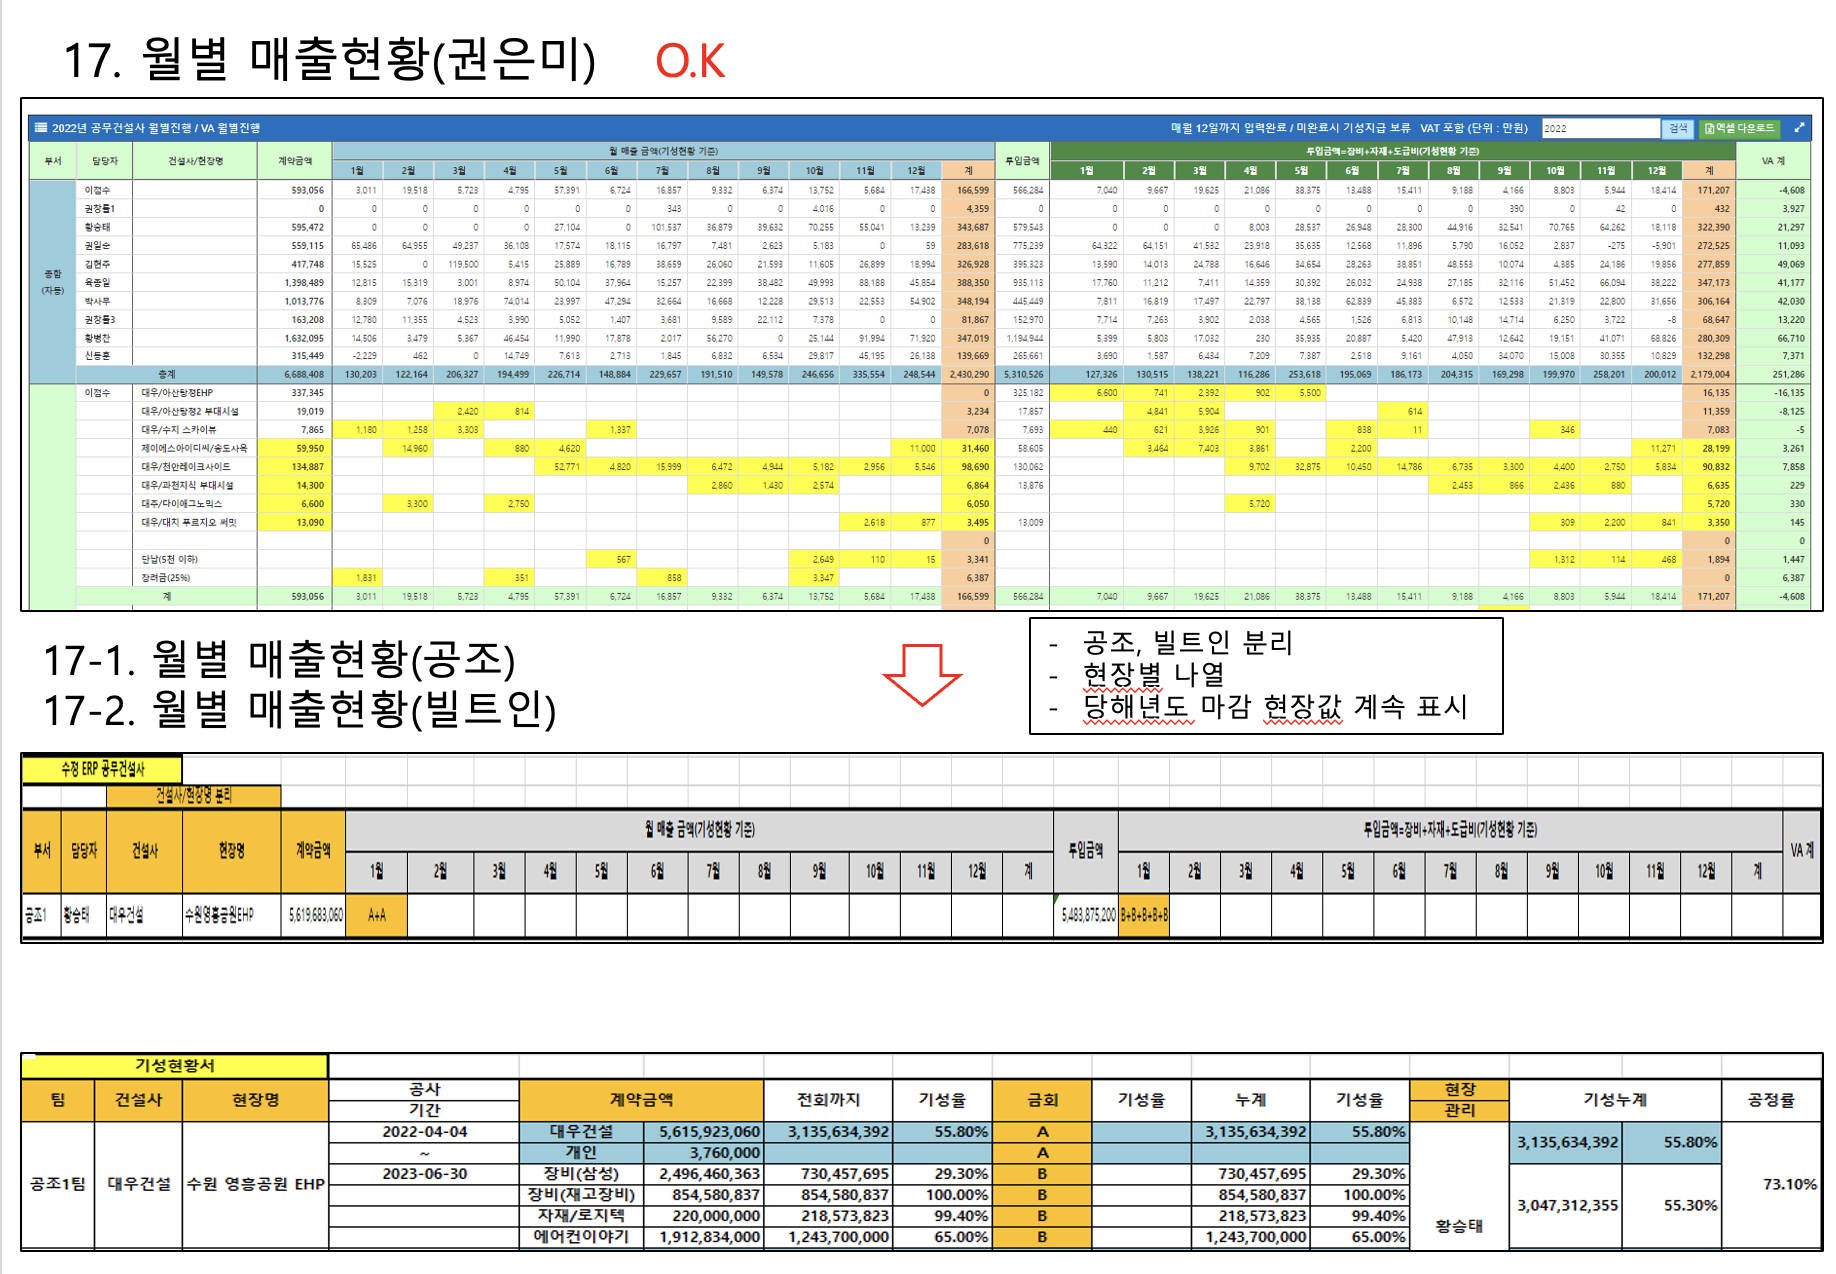 17. 월별 매출현황(권은미) O.K
2022년 공무건설사 월별진행 / VA 월별진행 매월 12일까지 입력완료 / 미완료시 기성지급 보류 VAT 포함 (단위 : 만원) 2022 검색 엑셀 다운로드
부서 담당자 건설사/현장명 계약금액 월 매출 금액(기성현황 기준) 투입금액 투입금액=장비+자재+도급비(기성현황 기준) VA 계
1월 2월 3월 4월 5월 6월 7월 8월 9월 10월 11월 12월 계 1월 2월 3월 4월 5월 6월 7월 8월 9월 10월 11월 12월 계
종합
(자동)
이점수 593,056 3,011 19,518 5,723 4,795 57,391 6,724 16,857 9,332 6,374 13,752 5,684 17,438 166,599 566,284 7,040 9,667 19,625 21,086 38,375 13,488 15,411 9,188 4,166 8,803 5,944 18,414 171,207 -4,608
권창률1 0 0 0 0 0 0 0 343 0 0 4,016 0 0 4,359 0 0 0 0 0 0 0 0 0 390 0 42 0 432 3,927
황승태 595,472 0 0 0 0 27,104 0 101,537 36,879 39,632 70,255 55,041 13,239 343,687 579,543 0 0 0 8,003 28,537 26,948 28,300 44,916 32,541 70,765 64,262 18,118 322,390 21,297
권일순 559,115 65,486 64,955 49,237 36,108 17,574 18,115 16,797 7,481 2,623 5,183 0 59 283,618 775,239 64,322 64,151 41,532 23,918 35,635 12,568 11,896 5,790 16,052 2,837 -275 -5,901 272,525 11,093
김현주 417,748 15,525 0 119,500 5,415 25,889 16,789 38,659 26,060 21,593 11,605 26,899 18,994 326,928 395,323 13,590 14,013 24,788 16,646 34,654 28,263 38,851 48,553 10,074 4,385 24,186 19,856 277,859 49,069
육종일 1,398,489 12,815 15,319 3,001 8,974 50,104 37,964 15,257 22,399 38,482 49,993 88,188 45,854 388,350 935,113 17,760 11,212 7,411 14,359 30,392 26,032 24,938 27,185 32,116 51,452 66,094 38,222 347,173 41,177
박사무 1,013,776 8,309 7,076 18,976 74,014 23,997 47,294 32,664 16,668 12,228 29,513 22,553 54,902 348,194 445,449 7,811 16,819 17,497 22,797 38,138 62,839 45,383 6,572 12,533 21,319 22,800 31,656 306,164 42,030
권창률3 163,208 12,780 11,355 4,523 3,990 5,052 1,407 3,681 9,589 22,112 7,378 0 0 81,867 152,970 7,714 7,263 3,902 2,038 4,565 1,526 6,813 10,148 14,714 6,250 3,722 -8 68,647 13,220
황병찬 1,632,095 14,506 3,479 5,367 46,454 11,990 17,878 2,017 56,270 0 25,144 91,994 71,920 347,019 1,194,944 5,399 5,803 17,032 230 35,935 20,887 5,420 47,913 12,642 19,151 41,071 68,826 280,309 66,710
신동훈 315,449 -2,229 462 0 14,749 7,613 2,713 1,845 6,832 6,534 29,817 45,195 26,138 139,669 265,661 3,690 1,587 6,434 7,209 7,387 2,518 9,161 4,050 34,070 15,008 30,355 10,829 132,298 7,371
총계 6,688,408 130,203 122,164 206,327 194,499 226,714 148,884 229,657 191,510 149,578 246,656 335,554 248,544 2,430,290 5,310,526 127,326 130,515 138,221 116,286 253,618 195,069 186,173 204,315 169,298 199,970 258,201 200,012 2,179,004 251,286
이점수 대우/아산탕정EHP 337,345 0 325,182 6,600 741 2,392 902 5,500 16,135 -16,135
대우/아산탕정2 부대시설 19,019 2,420 814 3,234 17,857 4,841 5,904 614 11,359 -8,125
대우/수지 스카이뷰 7,865 1,180 1,258 3,303 1,337 7,078 7,693 440 621 3,926 901 838 11 346 7,083 -5
제이에스아이디씨/송도사옥 59,950 14,960 880 4,620 11,000 31,460 58,605 3,464 7,403 3,861 2,200 11,271 28,199 3,261
대우/천안레이크사이드 134,887 52,771 4,820 15,999 6,472 4,944 5,182 2,956 5,546 98,690 130,062 9,702 32,875 10,450 14,786 6,735 3,300 4,400 2,750 5,834 90,832 7,858
대우/과천지식 부대시설 14,300 2,860 1,430 2,574 6,864 13,876 2,453 866 2,436 880 6,635 229
대주/다이애그노믹스 6,600 3,300 2,750 6,050 5,720 5,720 330
대우/대치 푸르지오 써밋 13,090 2,618 877 3,495 13,009 309 2,200 841 3,350 145
0 0 0
단납(5천 이하) 567 2,649 110 15 3,341 1,312 114 468 1,894 1,447
장려금(25%) 1,831 351 858 3,347 6,387 0 6,387
계 593,056 3,011 19,518 5,723 4,795 57,391 6,724 16,857 9,332 6,374 13,752 5,684 17,438 166,599 566,284 7,040 9,667 19,625 21,086 38,375 13,488 15,411 9,188 4,166 8,803 5,944 18,414 171,207 -4,608
17-1. 월별 매출현황(공조)
17-2. 월별 매출현황(빌트인)
- 공조, 빌트인 분리
- 현장별 나열
- 당해년도 마감 현장값 계속 표시
수정 ERP 공무건설사
건설사/현장명 분리
부서 담당자 건설사 현장명 계약금액 월 매출 금액(기성현황 기준) 투입금액 투입금액=장비+자재+도급비(기성현황 기준) VA 계
1월 2월 3월 4월 5월 6월 7월 8월 9월 10월 11월 12월 계 1월 2월 3월 4월 5월 6월 7월 8월 9월 10월 11월 12월 계
공조1 황승태 대우건설 수원영흥공원EHP 5,619,683,060 A+A 5,483,875,200 B+B+B+B+B
기성현황서
팀 건설사 현장명 공사 기간 계약금액 전회까지 기성율 금회 기성율 누계 기성율 현장 관리 기성누계 공정률
공조1팀 대우건설 수원 영흥공원 EHP
2022-04-04 대우건설 5,615,923,060 3,135,634,392 55.80% A 3,135,634,392 55.80% 3,135,634,392 55.80%
~ 개인 3,760,000 A
2023-06-30 장비(삼성) 2,496,460,363 730,457,695 29.30% B 730,457,695 29.30% 73.10%
장비(재고장비) 854,580,837 854,580,837 100.00% B 854,580,837 100.00% 3,047,312,355 55.30%
자재/로지텍 220,000,000 218,573,823 99.40% B 218,573,823 99.40% 황승태
에어컨이야기 1,912,834,000 1,243,700,000 65.00% B 1,243,700,000 65.00%